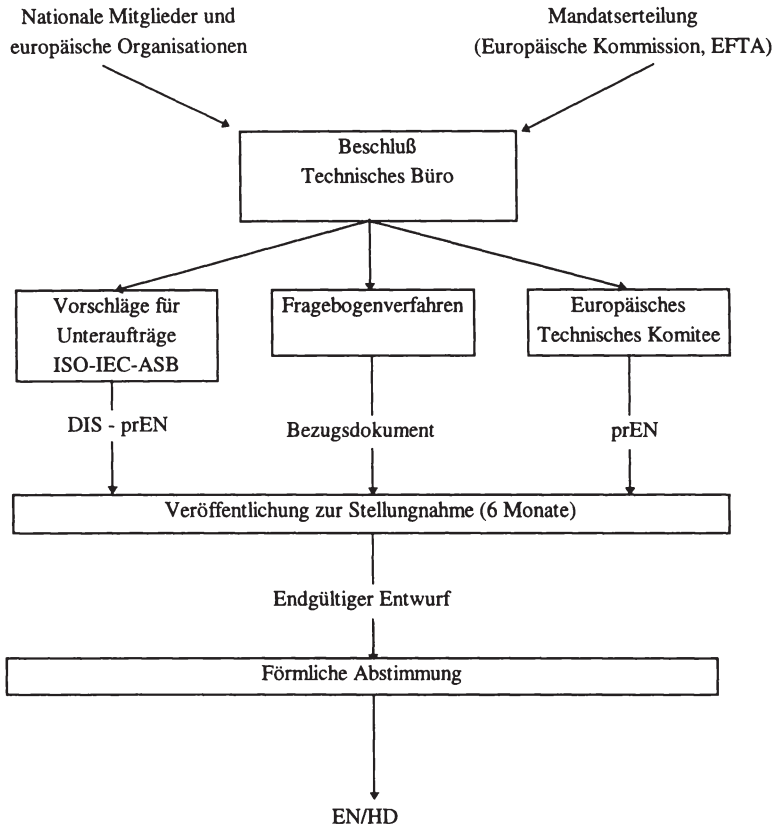 Nationale Mitglieder und
europäische Organisationen
Mandatserteilung
(Europäische Kommission, EFTA)
Beschluß
Technisches Büro
Vorschläge für
Unteraufträge
ISO-IEC-ASB
Fragebogenverfahren
Europäisches
Technisches Komitee
DIS - prEN
Bezugsdokument
prEN
Veröffentlichung zur Stellungnahme (6 Monate)
Endgültiger Entwurf
Förmliche Abstimmung
EN/HD